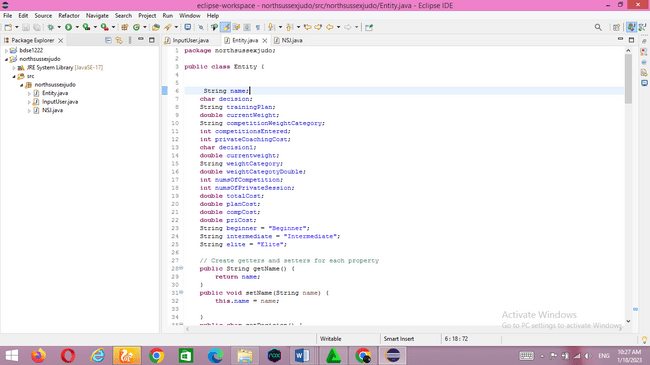 eclipse-workspace - northsussexjudo/src/northsussexjudo/Entity.java - Eclipse IDE
File Edit Source Refactor Navigate Search Project Run Window Help
Package Explorer
bdse1222
northsussexjudo
JRE System Library [JavaSE-17]
src
northsussexjudo
Entity.java
InputUser.java
NSJ.java
InputUser.java Entity.java NSJ.java
1 package northsussexjudo;
2
3 public class Entity {
4
5
6 String name;
7 char decision;
8 String trainingPlan;
9 double currentWeight;
10 String competitionWeightCategory;
11 int competitionsEntered;
12 int privateCoachingCost;
13 char decision1;
14 double currentweight;
15 String weightCategory;
16 double weightCategotyDouble;
17 int numsOfCompetition;
18 int numsOfPrivateSession;
19 double totalCost;
20 double planCost;
21 double compCost;
22 double priCost;
23 String beginner = "Beginner";
24 String intermediate = "Intermediate";
25 String elite = "Elite";
26
27 // Create getters and setters for each property
28 public String getName() {
29 return name;
30 }
31 public void setName(String name) {
32 this.name = name;
33
34 }
Activate Windows
Go to PC settings to activate Windows.
Writable Smart Insert 6 : 18 : 72
ENG
10:27 AM
1/18/2023